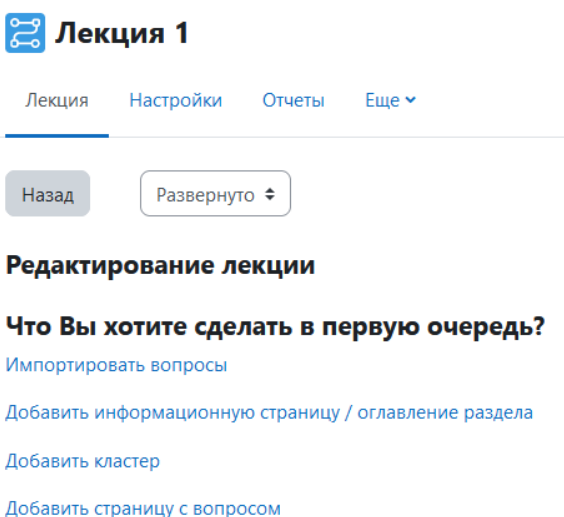 Лекция 1
Лекция Настройки Отчеты Еще
Назад Развернуто
Редактирование лекции
Что Вы хотите сделать в первую очередь?
Импортировать вопросы
Добавить информационную страницу / оглавление раздела
Добавить кластер
Добавить страницу с вопросом